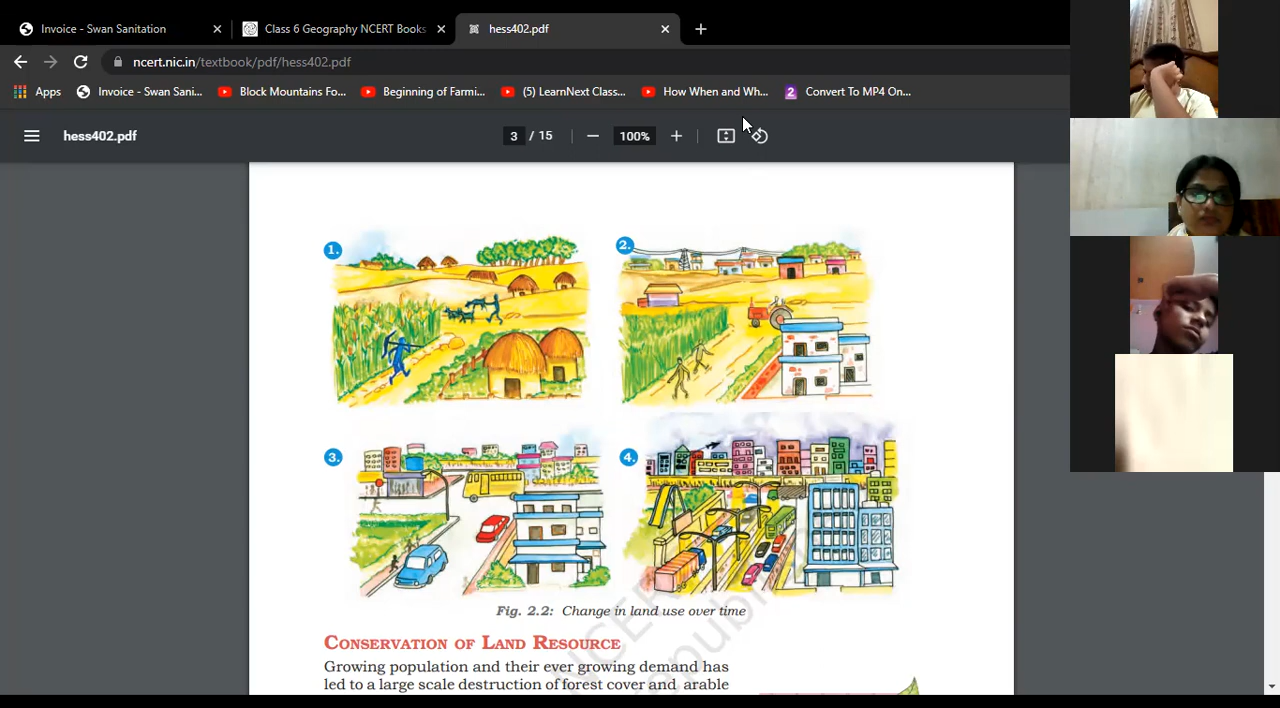 Invoice - Swan Sanitation
Class 6 Geography NCERT Books
hess402.pdf
ncert.nic.in/textbook/pdf/hess402.pdf
Apps
Invoice - Swan Sani...
Block Mountains Fo...
Beginning of Farmi...
(5) LearnNext Class...
How When and Wh...
2
Convert To MP4 On...
hess402.pdf
3 / 15
100%
1.
2.
3.
4.
Fig. 2.2: Change in land use over time
CONSERVATION OF LAND RESOURCE
Growing population and their ever growing demand has
led to a large scale destruction of forest cover and arable